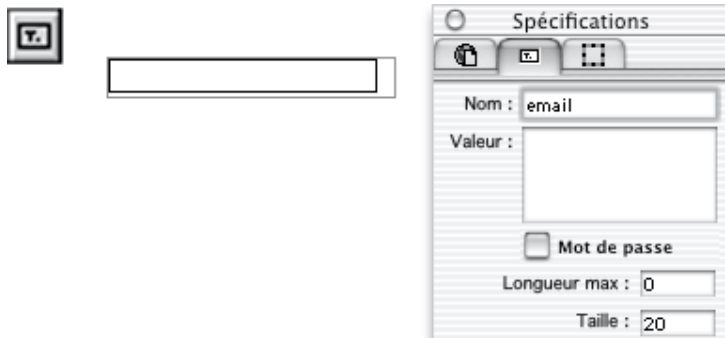 T.
Spécifications
T.
Nom : email
Valeur :
Mot de passe
Longueur max : 0
Taille : 20